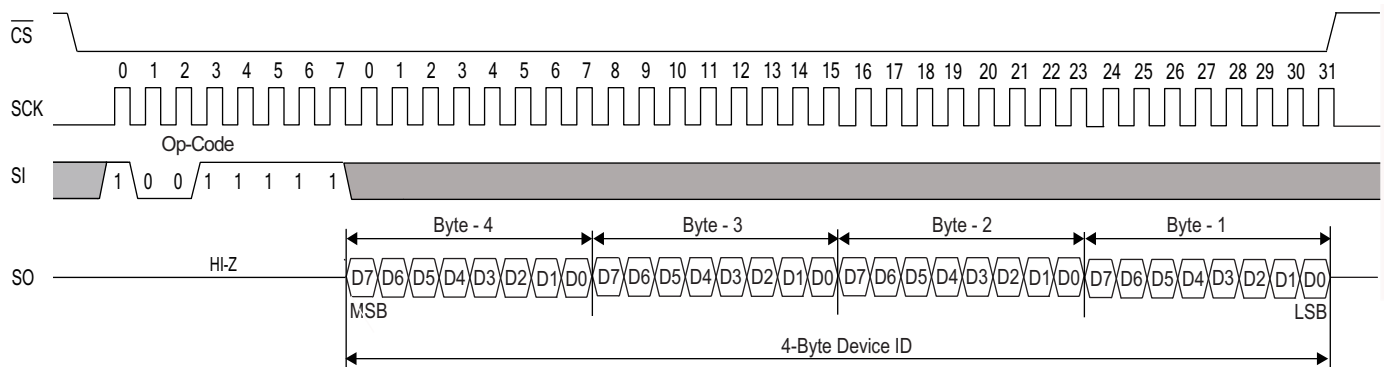 CS
0 1 2 3 4 5 6 7 0 1 2 3 4 5 6 7 8 9 10 11 12 13 14 15 16 17 18 19 20 21 22 23 24 25 26 27 28 29 30 31
SCK
Op-Code
SI 1 0 0 1 1 1 1 1
Byte - 4 Byte - 3 Byte - 2 Byte - 1
SO HI-Z D7 D6 D5 D4 D3 D2 D1 D0 D7 D6 D5 D4 D3 D2 D1 D0 D7 D6 D5 D4 D3 D2 D1 D0 D7 D6 D5 D4 D3 D2 D1 D0
MSB LSB
4-Byte Device ID